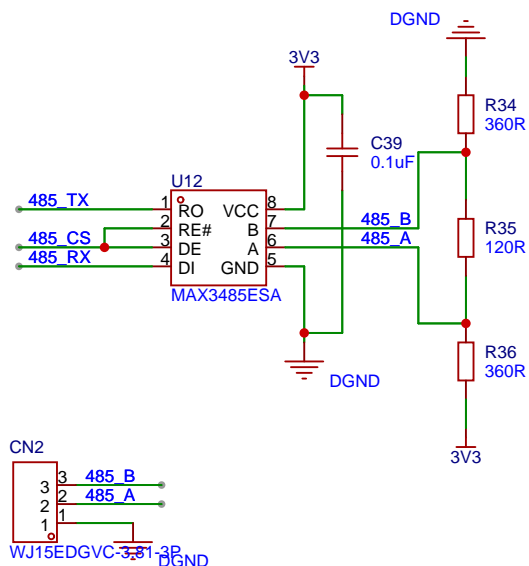 DGND
3V3
R34
360R
C39
0.1uF
U12
485_TX
1
RO
VCC
8
2
RE#
B
7
485_B
R35
120R
485_CS
3
DE
A
6
485_A
485_RX
4
DI
GND
5
MAX3485ESA
R36
360R
DGND
3V3
CN2
3
3
485_B
2
2
485_A
1
1
WJ15EDGVC-3.81-3P
DGND